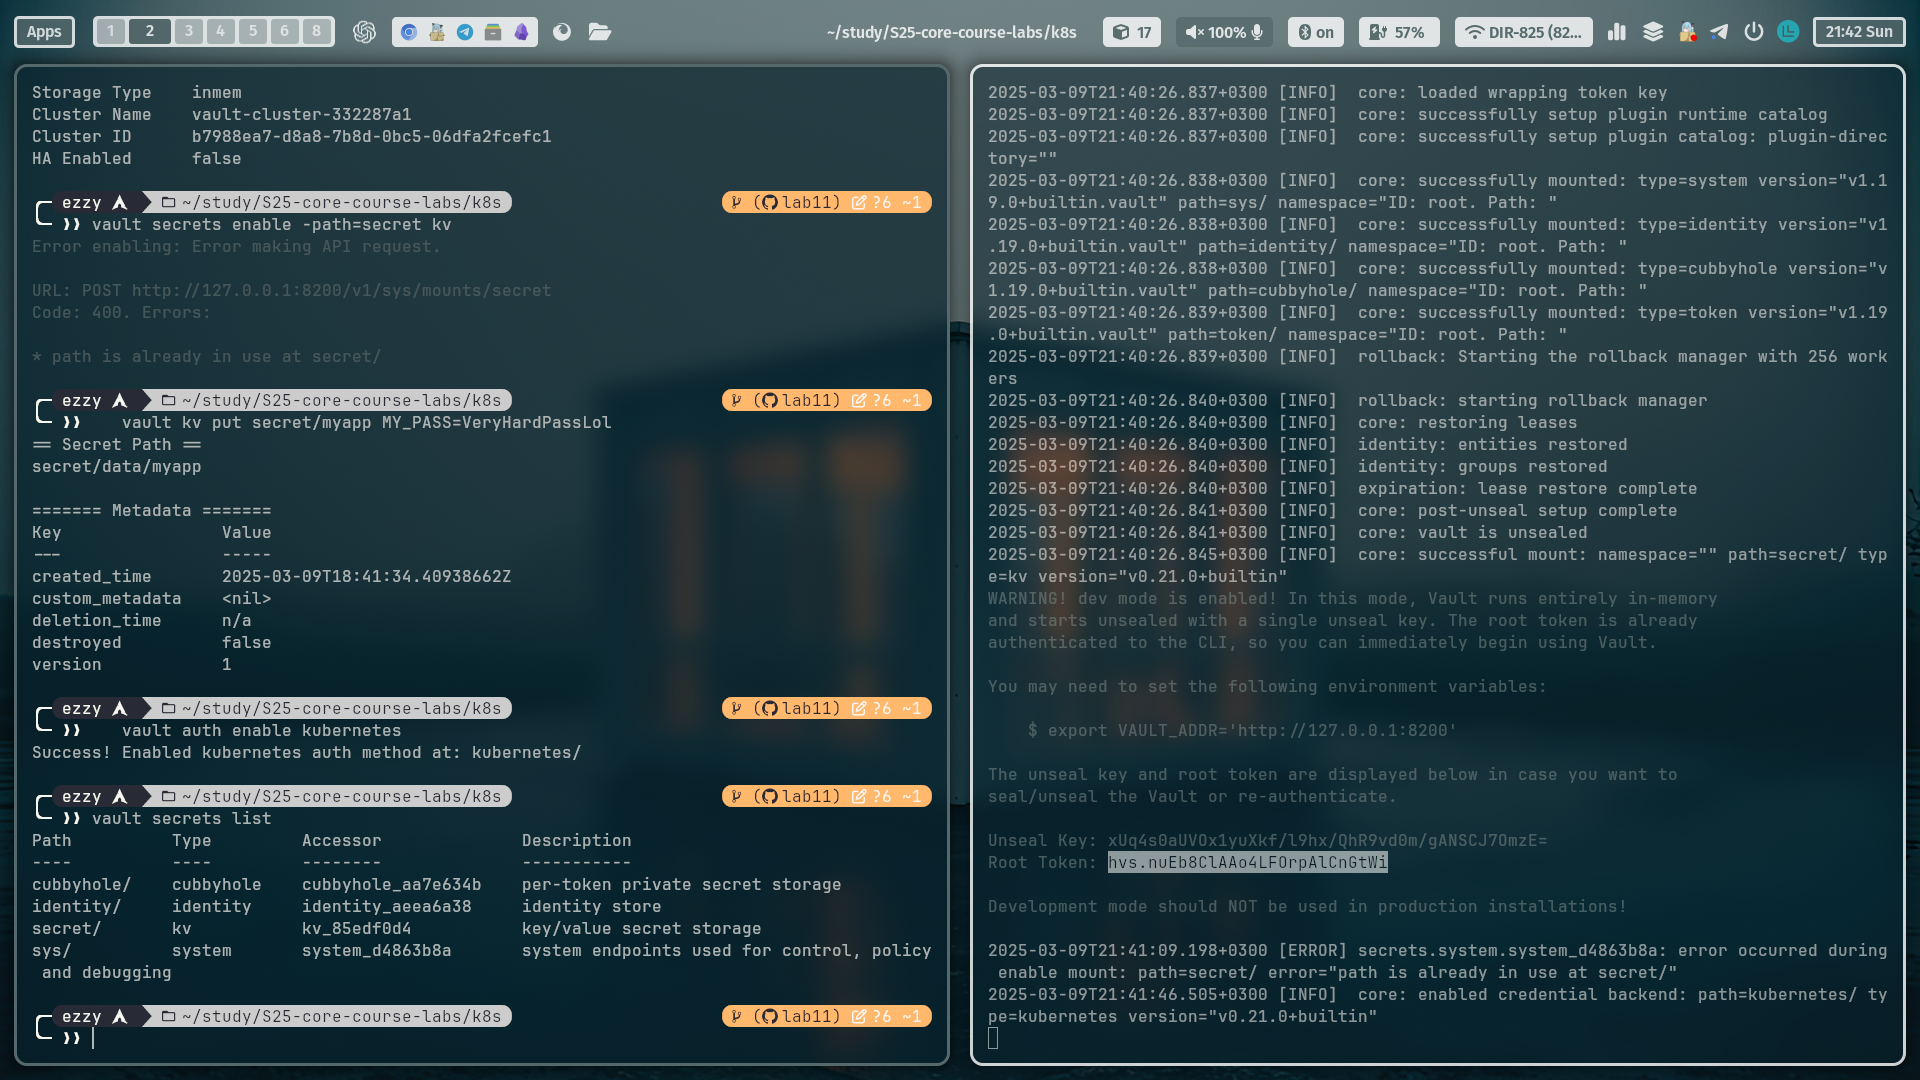 Apps 1 2 3 4 5 6 8 ~/study/S25-core-course-labs/k8s 17 100% on 57% DIR-825 (82... 21:42 Sun
Storage Type    inmem
Cluster Name    vault-cluster-332287a1
Cluster ID      b7988ea7-d8a8-7b8d-0bc5-06dfa2fcefc1
HA Enabled      false
ezzy ~/study/S25-core-course-labs/k8s (lab11) ?6 ~1
❯❯ vault secrets enable -path=secret kv
Error enabling: Error making API request.
URL: POST http://127.0.0.1:8200/v1/sys/mounts/secret
Code: 400. Errors:
* path is already in use at secret/
ezzy ~/study/S25-core-course-labs/k8s (lab11) ?6 ~1
❯❯    vault kv put secret/myapp MY_PASS=VeryHardPassLol
== Secret Path ==
secret/data/myapp
======= Metadata =======
Key                Value
---                -----
created_time       2025-03-09T18:41:34.40938662Z
custom_metadata    <nil>
deletion_time      n/a
destroyed          false
version            1
ezzy ~/study/S25-core-course-labs/k8s (lab11) ?6 ~1
❯❯    vault auth enable kubernetes
Success! Enabled kubernetes auth method at: kubernetes/
ezzy ~/study/S25-core-course-labs/k8s (lab11) ?6 ~1
❯❯ vault secrets list
Path          Type         Accessor              Description
----          ----         --------              -----------
cubbyhole/    cubbyhole    cubbyhole_aa7e634b    per-token private secret storage
identity/     identity     identity_aeea6a38     identity store
secret/       kv           kv_85edf0d4           key/value secret storage
sys/          system       system_d4863b8a       system endpoints used for control, policy
 and debugging
ezzy ~/study/S25-core-course-labs/k8s (lab11) ?6 ~1
❯❯
2025-03-09T21:40:26.837+0300 [INFO]  core: loaded wrapping token key
2025-03-09T21:40:26.837+0300 [INFO]  core: successfully setup plugin runtime catalog
2025-03-09T21:40:26.837+0300 [INFO]  core: successfully setup plugin catalog: plugin-direc
tory=""
2025-03-09T21:40:26.838+0300 [INFO]  core: successfully mounted: type=system version="v1.1
9.0+builtin.vault" path=sys/ namespace="ID: root. Path: "
2025-03-09T21:40:26.838+0300 [INFO]  core: successfully mounted: type=identity version="v1
.19.0+builtin.vault" path=identity/ namespace="ID: root. Path: "
2025-03-09T21:40:26.838+0300 [INFO]  core: successfully mounted: type=cubbyhole version="v
1.19.0+builtin.vault" path=cubbyhole/ namespace="ID: root. Path: "
2025-03-09T21:40:26.839+0300 [INFO]  core: successfully mounted: type=token version="v1.19
.0+builtin.vault" path=token/ namespace="ID: root. Path: "
2025-03-09T21:40:26.839+0300 [INFO]  rollback: Starting the rollback manager with 256 work
ers
2025-03-09T21:40:26.840+0300 [INFO]  rollback: starting rollback manager
2025-03-09T21:40:26.840+0300 [INFO]  core: restoring leases
2025-03-09T21:40:26.840+0300 [INFO]  identity: entities restored
2025-03-09T21:40:26.840+0300 [INFO]  identity: groups restored
2025-03-09T21:40:26.840+0300 [INFO]  expiration: lease restore complete
2025-03-09T21:40:26.841+0300 [INFO]  core: post-unseal setup complete
2025-03-09T21:40:26.841+0300 [INFO]  core: vault is unsealed
2025-03-09T21:40:26.845+0300 [INFO]  core: successful mount: namespace="" path=secret/ typ
e=kv version="v0.21.0+builtin"
WARNING! dev mode is enabled! In this mode, Vault runs entirely in-memory
and starts unsealed with a single unseal key. The root token is already
authenticated to the CLI, so you can immediately begin using Vault.
You may need to set the following environment variables:
$ export VAULT_ADDR='http://127.0.0.1:8200'
The unseal key and root token are displayed below in case you want to
seal/unseal the Vault or re-authenticate.
Unseal Key: xUq4s0aUVOx1yuXkf/l9hx/QhR9vd0m/gANSCJ7OmzE=
Root Token: hvs.nuEb8ClAAo4LFOrpAlCnGtWi
Development mode should NOT be used in production installations!
2025-03-09T21:41:09.198+0300 [ERROR] secrets.system.system_d4863b8a: error occurred during
 enable mount: path=secret/ error="path is already in use at secret/"
2025-03-09T21:41:46.505+0300 [INFO]  core: enabled credential backend: path=kubernetes/ ty
pe=kubernetes version="v0.21.0+builtin"